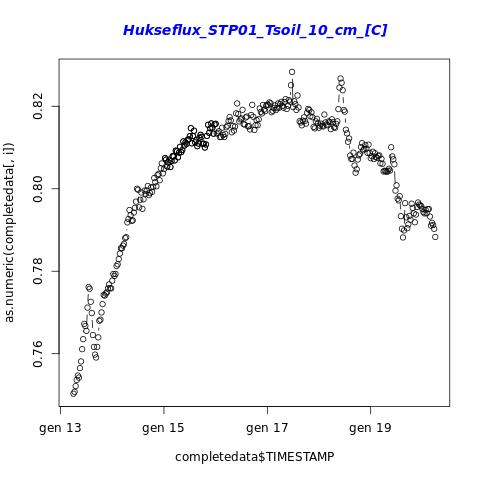 Hukseflux_STP01_Tsoil_10_cm_[C]
as.numeric(completedata[, i])
0.82
0.80
0.78
0.76
gen 13
gen 15
gen 17
gen 19
completedata$TIMESTAMP